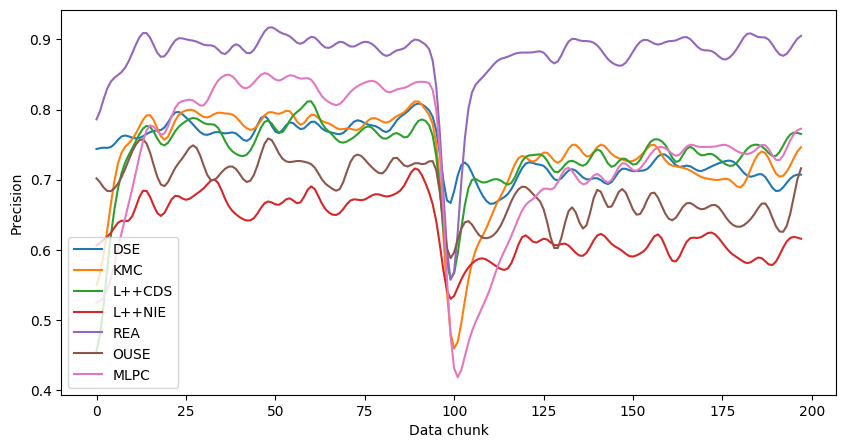 0.9
0.8
0.7
0.6
0.5
0.4
Precision
DSE
KMC
L++CDS
L++NIE
REA
OUSE
MLPC
0 25 50 75 100 125 150 175 200
Data chunk